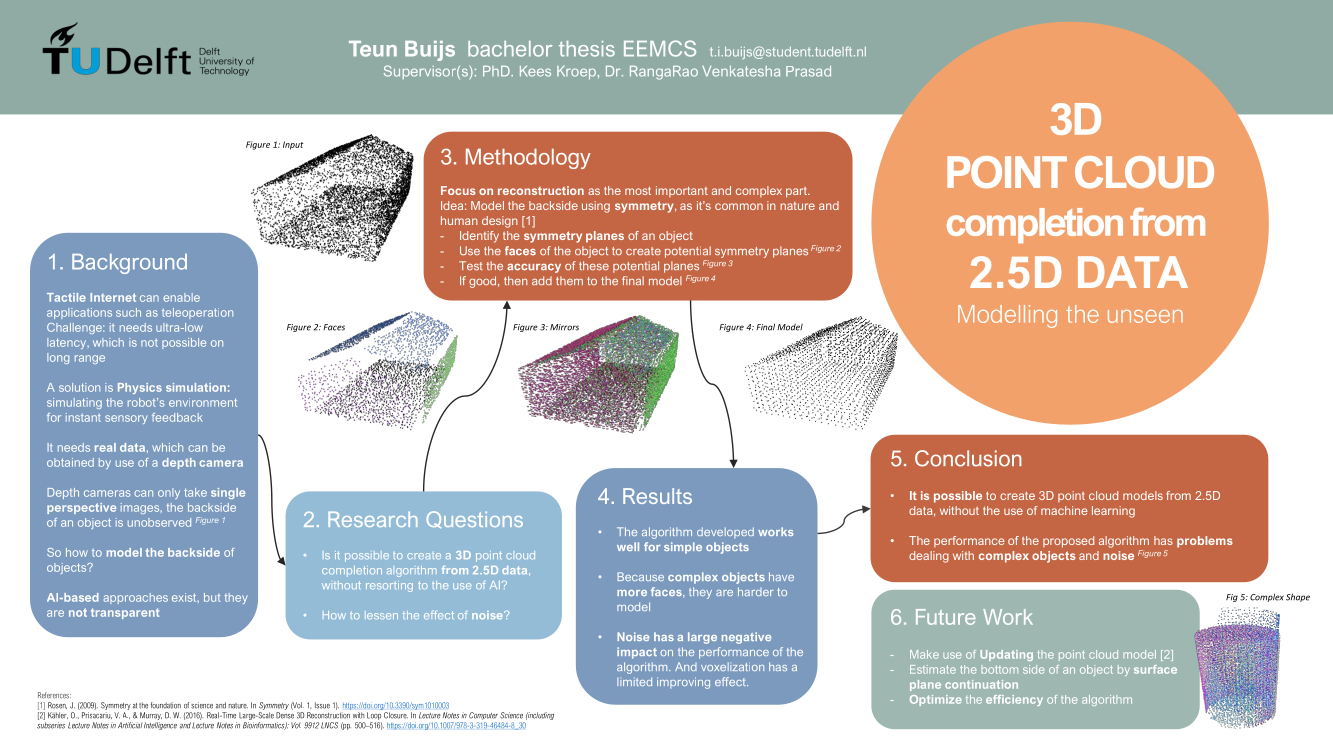 TUDelft
Delft
University of
Technology
Teun Buijs bachelor thesis EEMCS t.i.buijs@student.tudelft.nl
Supervisor(s): PhD. Kees Kroep, Dr. RangaRao Venkatesha Prasad
3D
POINT CLOUD
completion from
2.5D DATA
Modelling the unseen
Figure 1: Input
1. Background
Tactile Internet can enable
applications such as teleoperation
Challenge: it needs ultra-low
latency, which is not possible on
long range
A solution is Physics simulation:
simulating the robot's environment
for instant sensory feedback
It needs real data, which can be
obtained by use of a depth camera
Depth cameras can only take single
perspective images, the backside
of an object is unobserved Figure 1
So how to model the backside of
objects?
AI-based approaches exist, but they
are not transparent
2. Research Questions
• Is it possible to create a 3D point cloud
completion algorithm from 2.5D data,
without resorting to the use of AI?
• How to lessen the effect of noise?
3. Methodology
Focus on reconstruction as the most important and complex part.
Idea: Model the backside using symmetry, as it's common in nature and
human design [1]
- Identify the symmetry planes of an object
- Use the faces of the object to create potential symmetry planes Figure 2
- Test the accuracy of these potential planes Figure 3
- If good, then add them to the final model Figure 4
Figure 2: Faces
Figure 3: Mirrors
Figure 4: Final Model
4. Results
• The algorithm developed works
well for simple objects
• Because complex objects have
more faces, they are harder to
model
• Noise has a large negative
impact on the performance of the
algorithm. And voxelization has a
limited improving effect.
5. Conclusion
• It is possible to create 3D point cloud models from 2.5D
data, without the use of machine learning
• The performance of the proposed algorithm has problems
dealing with complex objects and noise Figure 5
6. Future Work
- Make use of Updating the point cloud model [2]
- Estimate the bottom side of an object by surface
plane continuation
- Optimize the efficiency of the algorithm
Fig 5: Complex Shape
References:
[1] Rosen, J. (2009). Symmetry at the foundation of science and nature. In Symmetry (Vol. 1, Issue 1). https://doi.org/10.3390/sym1010003
[2] Kähler, O., Prisacariu, V. A., & Murray, D. W. (2016). Real-Time Large-Scale Dense 3D Reconstruction with Loop Closure. In Lecture Notes in Computer Science (including
subseries Lecture Notes in Artificial Intelligence and Lecture Notes in Bioinformatics): Vol. 9912 LNCS (pp. 500–516). https://doi.org/10.1007/978-3-319-46484-8_30